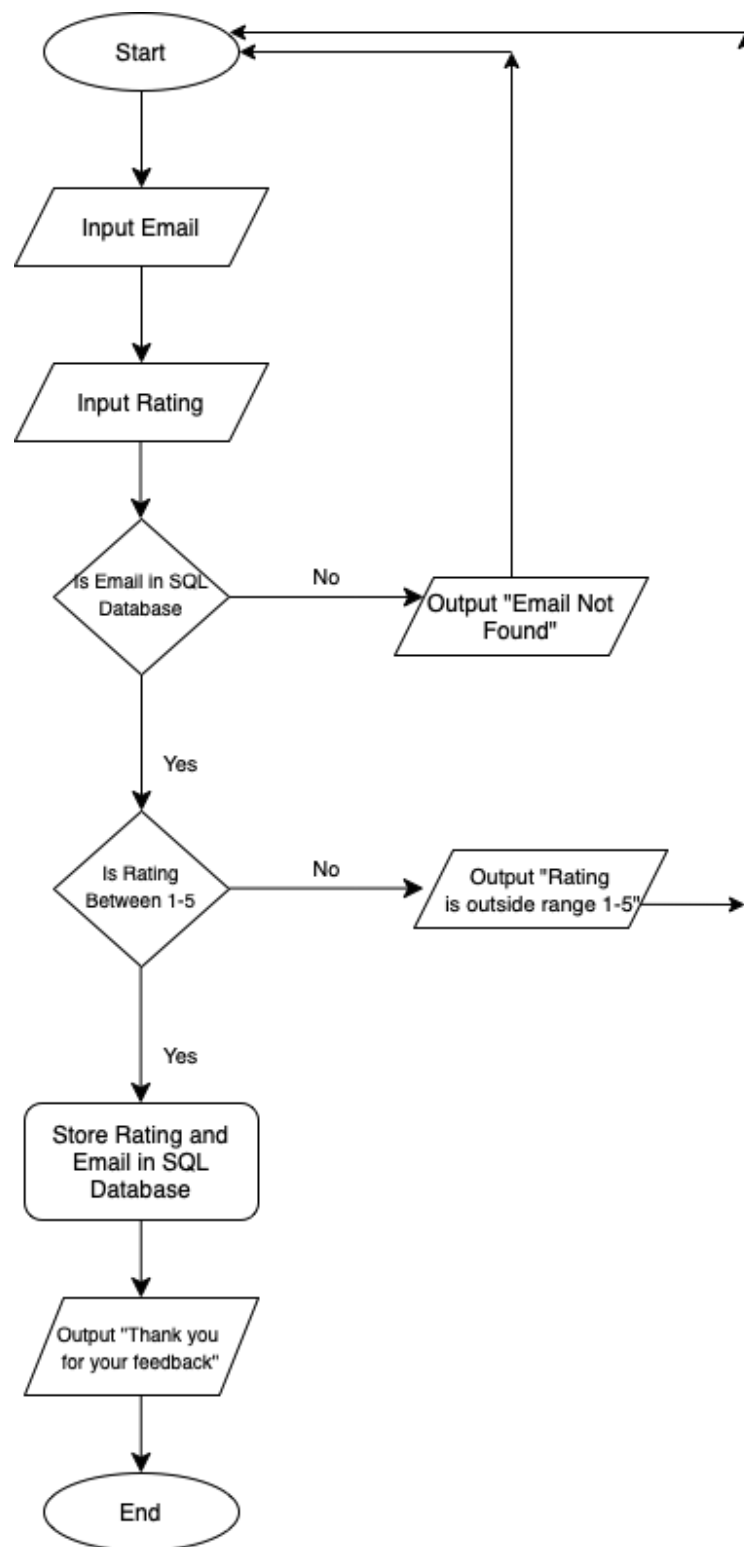 Start
Input Email
Input Rating
Is Email in SQL
Database
No
Output "Email Not
Found"
Yes
Is Rating
Between 1-5
No
Output "Rating
is outside range 1-5"
Yes
Store Rating and
Email in SQL
Database
Output "Thank you
for your feedback"
End